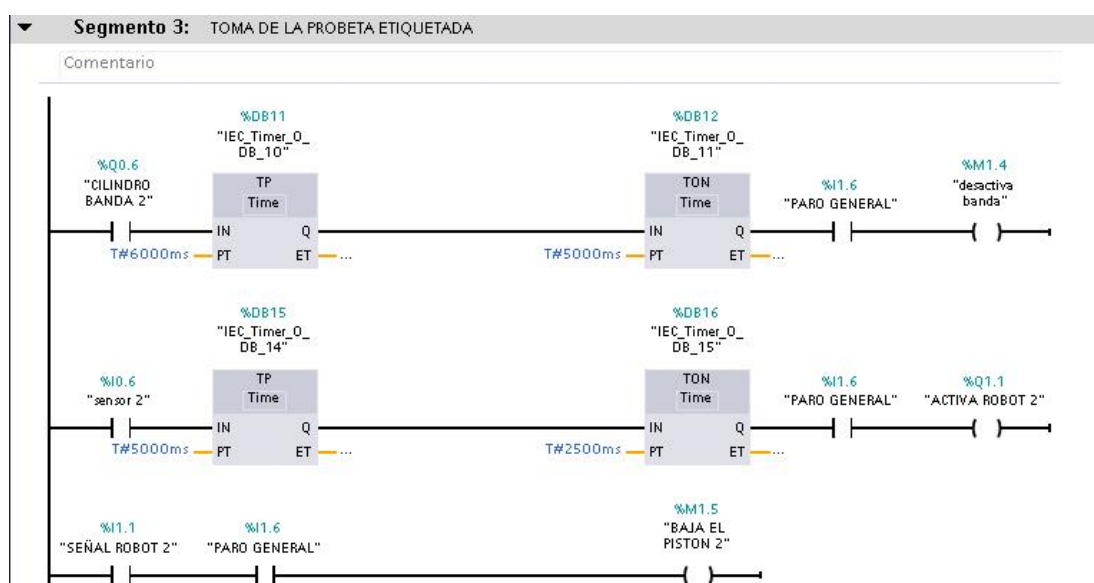 Segmento 3: TOMA DE LA PROBETA ETIQUETADA
Comentario
%DB11
"IEC_Timer_0_
DB_10"
%DB12
"IEC_Timer_0_
DB_11"
%Q0.6
"CILINDRO
BANDA 2"
TP
Time
TON
Time
%I1.6
"PARO GENERAL"
%M1.4
"desactiva
banda"
IN Q
IN Q
T#6000ms PT ET ...
T#5000ms PT ET ...
%DB15
"IEC_Timer_0_
DB_14"
%DB16
"IEC_Timer_0_
DB_15"
%I0.6
"sensor 2"
TP
Time
TON
Time
%I1.6
"PARO GENERAL"
%Q1.1
"ACTIVA ROBOT 2"
IN Q
IN Q
T#5000ms PT ET ...
T#2500ms PT ET ...
%I1.1
"SEÑAL ROBOT 2"
%I1.6
"PARO GENERAL"
%M1.5
"BAJA EL
PISTON 2"